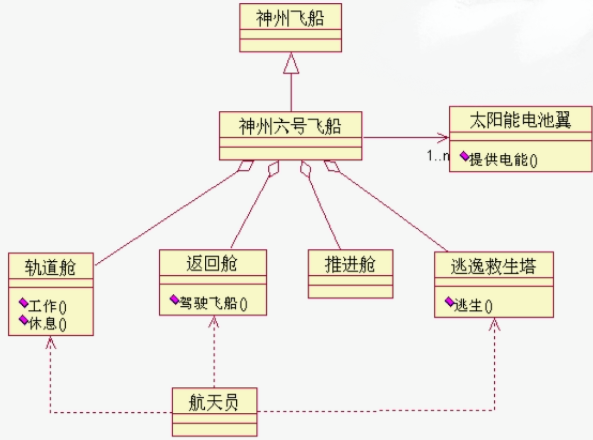 神州飞船
神州六号飞船
太阳能电池翼
提供电能()
1..n
轨道舱
工作()
休息()
返回舱
驾驶飞船()
推进舱
逃逸救生塔
逃生()
航天员